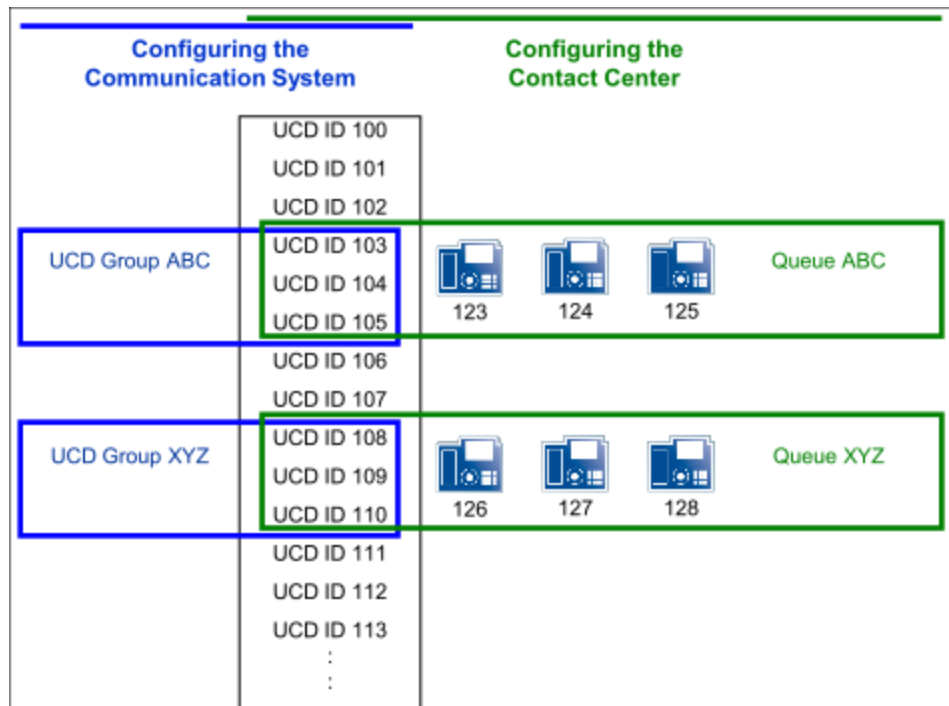 Configuring the
Communication System
Configuring the
Contact Center
UCD ID 100
UCD ID 101
UCD ID 102
UCD Group ABC
UCD ID 103
UCD ID 104
UCD ID 105
123
124
125
Queue ABC
UCD ID 106
UCD ID 107
UCD Group XYZ
UCD ID 108
UCD ID 109
UCD ID 110
126
127
128
Queue XYZ
UCD ID 111
UCD ID 112
UCD ID 113
:
: